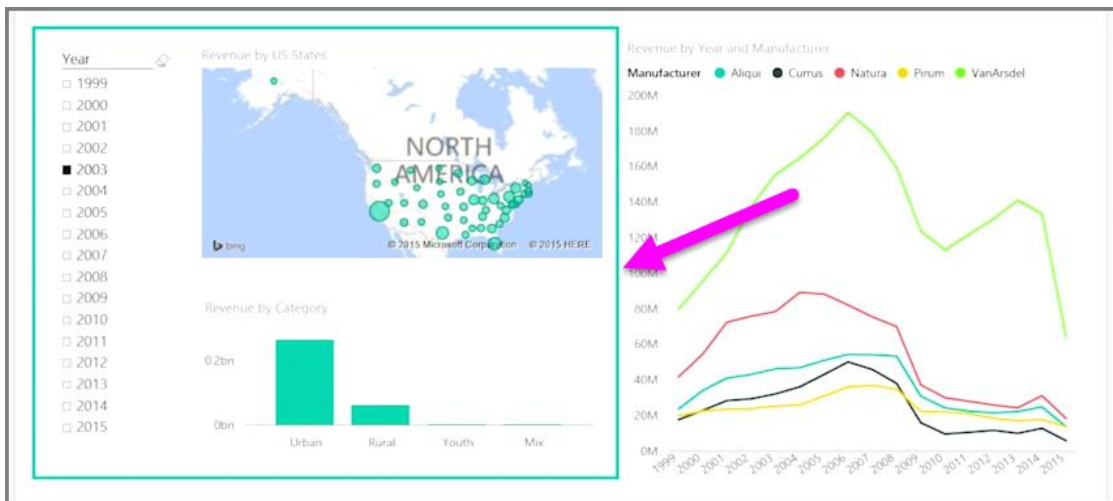 Year
1999
2000
2001
2002
2003
2004
2005
2006
2007
2008
2009
2010
2011
2012
2013
2014
2015
Revenue by US States
NORTH
AMERICA
bing
© 2015 Microsoft Corporation © 2015 HERE
Revenue by Category
0.2bn
0bn
Urban Rural Youth Mix
Revenue by Year and Manufacturer
Manufacturer Aliqui Currus Natura Pirum VanArsdel
200M
180M
160M
140M
120M
100M
80M
60M
40M
20M
0M
1999 2000 2001 2002 2003 2004 2005 2006 2007 2008 2009 2010 2011 2012 2013 2014 2015